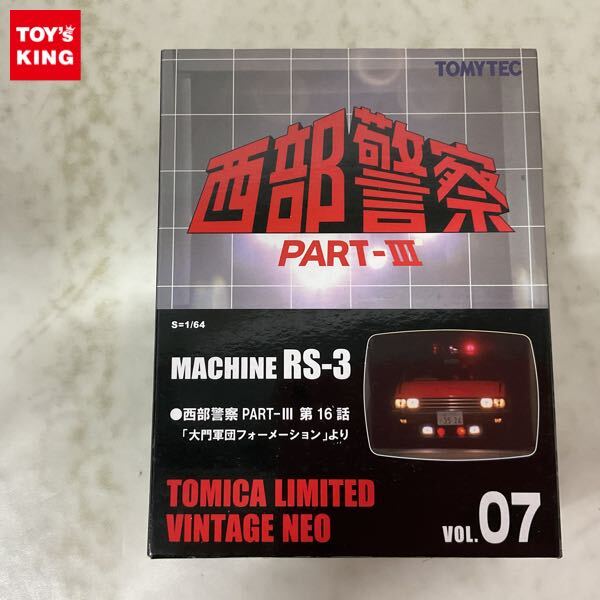 TOY'S
KING
TOMYTEC
西部警察
PART-III
S=1/64
MACHINE RS-3
●西部警察 PART-III 第16話
「大門軍団フォーメーション」より
TOMICA LIMITED
VINTAGE NEO
VOL.07